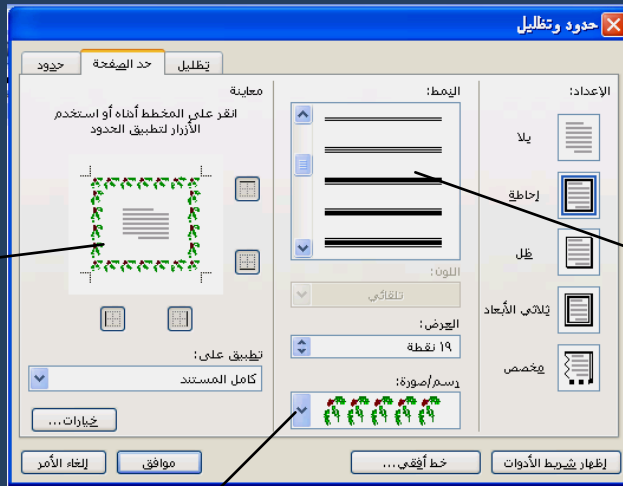 حدود وتظليل
حدود
حد الصفحة
تظليل
الإعداد:
بلا
إحاطة
ظل
ثلاثي الأبعاد
مخصص
النمط:
اللون:
تلقائي
العرض:
١٩ نقطة
رسم/صورة:
معاينة
انقر على المخطط أدناه أو استخدم
الأزرار لتطبيق الحدود
تطبيق على:
كامل المستند
خيارات...
إظهار شريط الأدوات
خط أفقي...
موافق
إلغاء الأمر